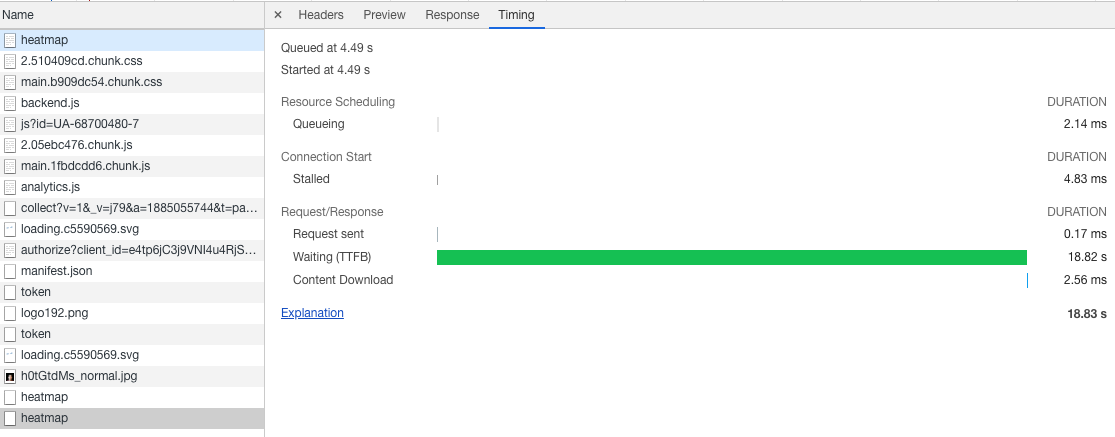 Name
heatmap
2.510409cd.chunk.css
main.b909dc54.chunk.css
backend.js
js?id=UA-68700480-7
2.05ebc476.chunk.js
main.1fbdcdd6.chunk.js
analytics.js
collect?v=1&_v=j79&a=1885055744&t=pa...
loading.c5590569.svg
authorize?client_id=e4tp6jC3j9VNI4u4RjS...
manifest.json
token
logo192.png
token
loading.c5590569.svg
h0tGtdMs_normal.jpg
heatmap
heatmap
× Headers Preview Response Timing
Queued at 4.49 s
Started at 4.49 s
Resource Scheduling DURATION
Queueing 2.14 ms
Connection Start DURATION
Stalled 4.83 ms
Request/Response DURATION
Request sent 0.17 ms
Waiting (TTFB) 18.82 s
Content Download 2.56 ms
Explanation 18.83 s